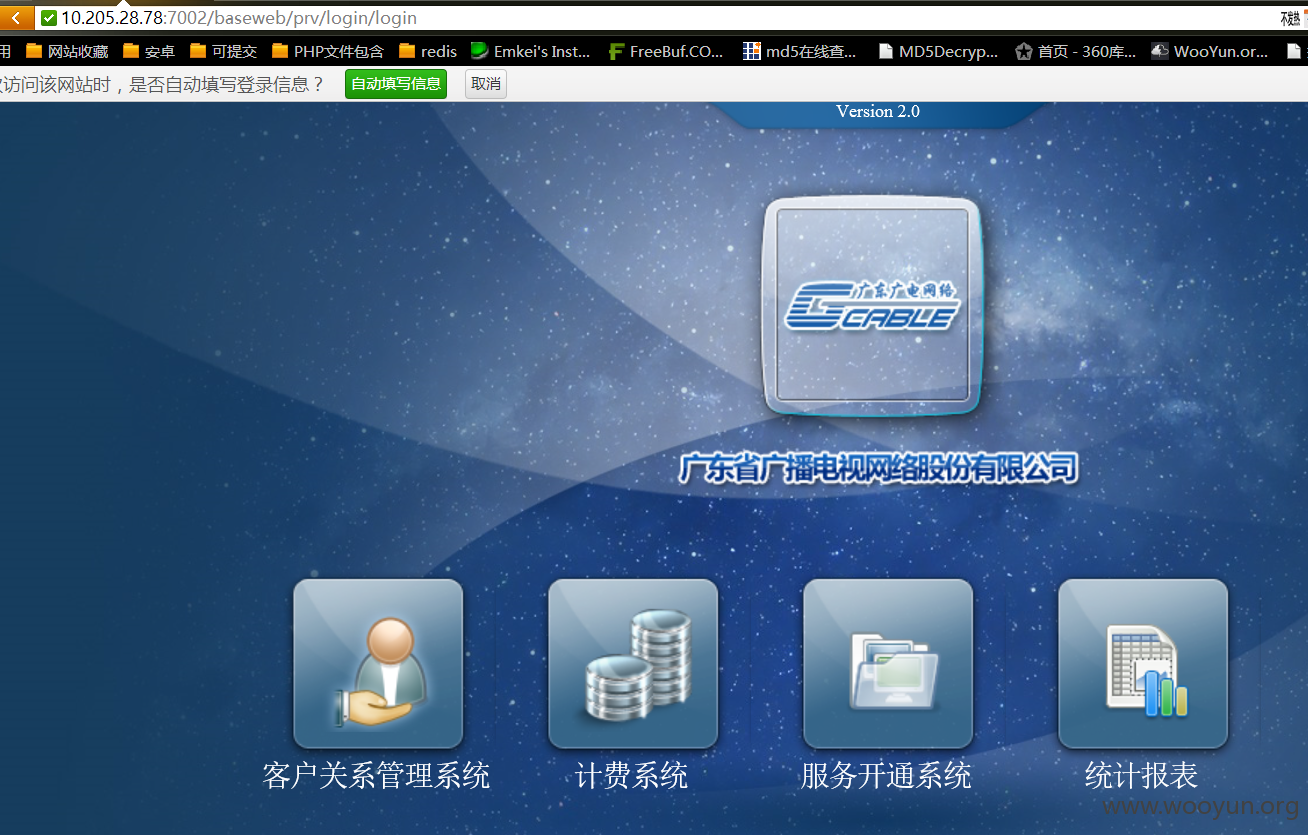 10.205.28.78:7002/baseweb/prv/login/login
用 网站收藏 安卓 可提交 PHP文件包含 redis Emkei's Inst... FreeBuf.CO... md5在线查... MD5Decryp... 首页 - 360库... WooYun.or...
访问该网站时，是否自动填写登录信息？ 自动填写信息 取消
Version 2.0
广东广电网络
GCABLE
广东省广播电视网络股份有限公司
客户关系管理系统 计费系统 服务开通系统 统计报表
www.wooyun.org